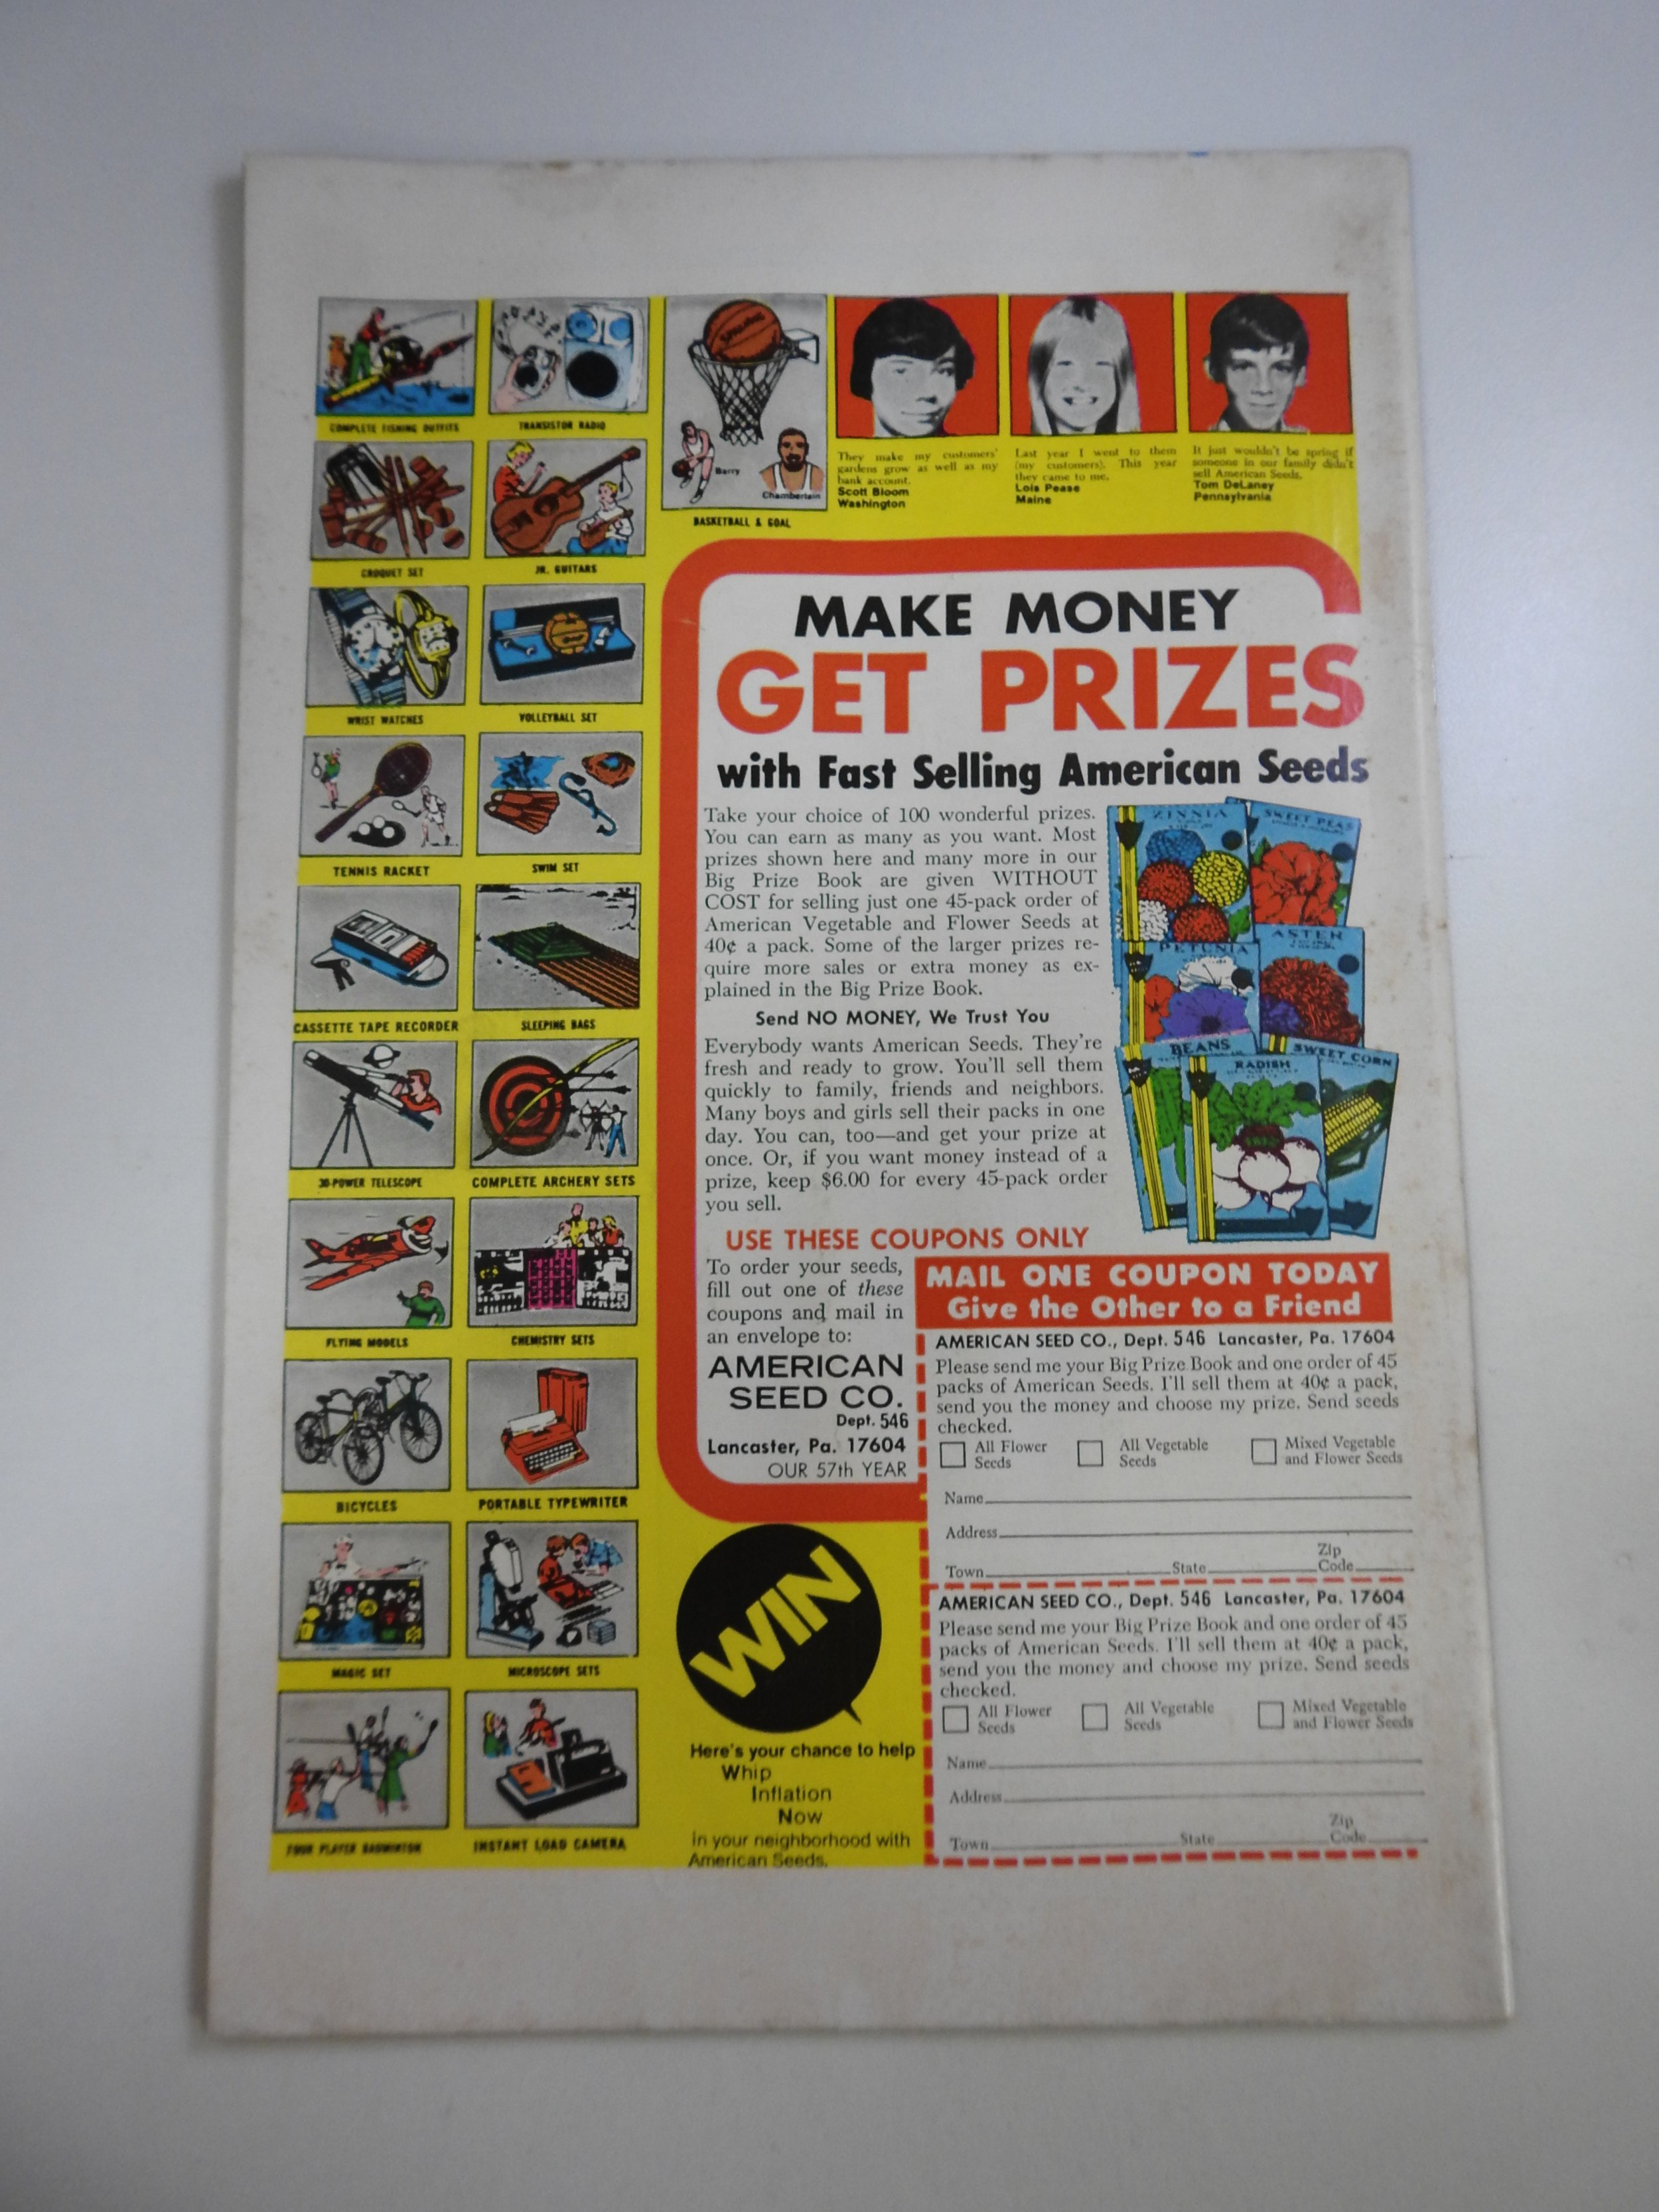 COMPLETE FISHING OUTFITS
TRANSISTOR RADIO
CROQUET SET
JR. GUITARS
WRIST WATCHES
VOLLEYBALL SET
TENNIS RACKET
SWIM SET
CASSETTE TAPE RECORDER
SLEEPING BAGS
30-POWER TELESCOPE
COMPLETE ARCHERY SETS
FLYING MODELS
CHEMISTRY SETS
BICYCLES
PORTABLE TYPEWRITER
MAGIC SET
MICROSCOPE SETS
FOUR PLAYER BADMINTON
INSTANT LOAD CAMERA
SPALDING
Barry
Chamberlain
BASKETBALL & GOAL
They make my customers'
gardens grow as well as my
bank account.
Scott Bloom
Washington
Last year I went to them
(my customers). This year
they came to me.
Lois Pease
Maine
It just wouldn't be spring if
someone in our family didn't
sell American Seeds.
Tom DeLaney
Pennsylvania
MAKE MONEY
GET PRIZES
with Fast Selling American Seeds
Take your choice of 100 wonderful prizes.
You can earn as many as you want. Most
prizes shown here and many more in our
Big Prize Book are given WITHOUT
COST for selling just one 45-pack order of
American Vegetable and Flower Seeds at
40¢ a pack. Some of the larger prizes re-
quire more sales or extra money as ex-
plained in the Big Prize Book.
Send NO MONEY, We Trust You
Everybody wants American Seeds. They're
fresh and ready to grow. You'll sell them
quickly to family, friends and neighbors.
Many boys and girls sell their packs in one
day. You can, too—and get your prize at
once. Or, if you want money instead of a
prize, keep $6.00 for every 45-pack order
you sell.
ZINNIA
SWEET PEAS
PETUNIA
ASTER
BEANS
RADISH
SWEET CORN
USE THESE COUPONS ONLY
To order your seeds,
fill out one of these
coupons and mail in
an envelope to:
AMERICAN
SEED CO.
Dept. 546
Lancaster, Pa. 17604
OUR 57th YEAR
MAIL ONE COUPON TODAY
Give the Other to a Friend
AMERICAN SEED CO., Dept. 546 Lancaster, Pa. 17604
Please send me your Big Prize Book and one order of 45
packs of American Seeds. I'll sell them at 40¢ a pack,
send you the money and choose my prize. Send seeds
checked.
All Flower Seeds
All Vegetable Seeds
Mixed Vegetable and Flower Seeds
Name
Address
Town State Zip Code
AMERICAN SEED CO., Dept. 546 Lancaster, Pa. 17604
Please send me your Big Prize Book and one order of 45
packs of American Seeds. I'll sell them at 40¢ a pack,
send you the money and choose my prize. Send seeds
checked.
All Flower Seeds
All Vegetable Seeds
Mixed Vegetable and Flower Seeds
Name
Address
Town State Zip Code
WIN
Here's your chance to help
Whip
Inflation
Now
in your neighborhood with
American Seeds.